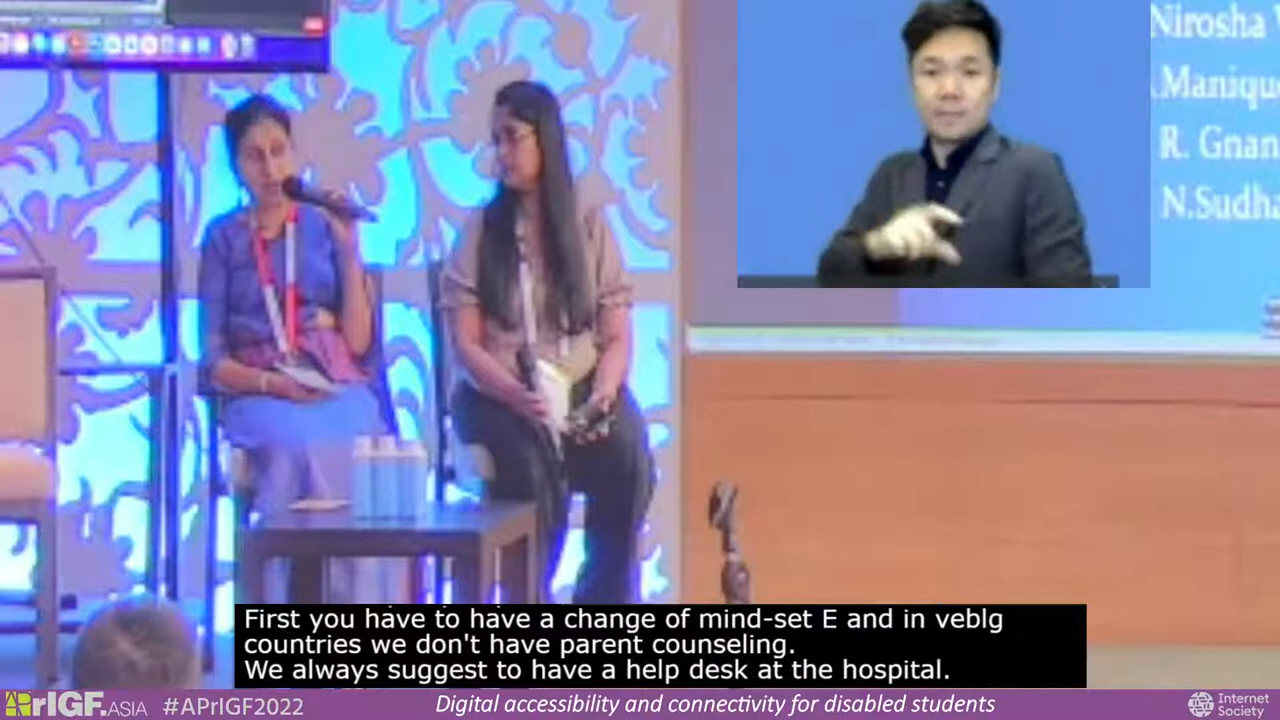 Nirosha
Manique
R. Gnan
N.Sudha
First you have to have a change of mind-set E and in veblg
countries we don't have parent counseling.
We always suggest to have a help desk at the hospital.
APrIGF.ASIA #APrIGF2022
Digital accessibility and connectivity for disabled students
Internet
Society